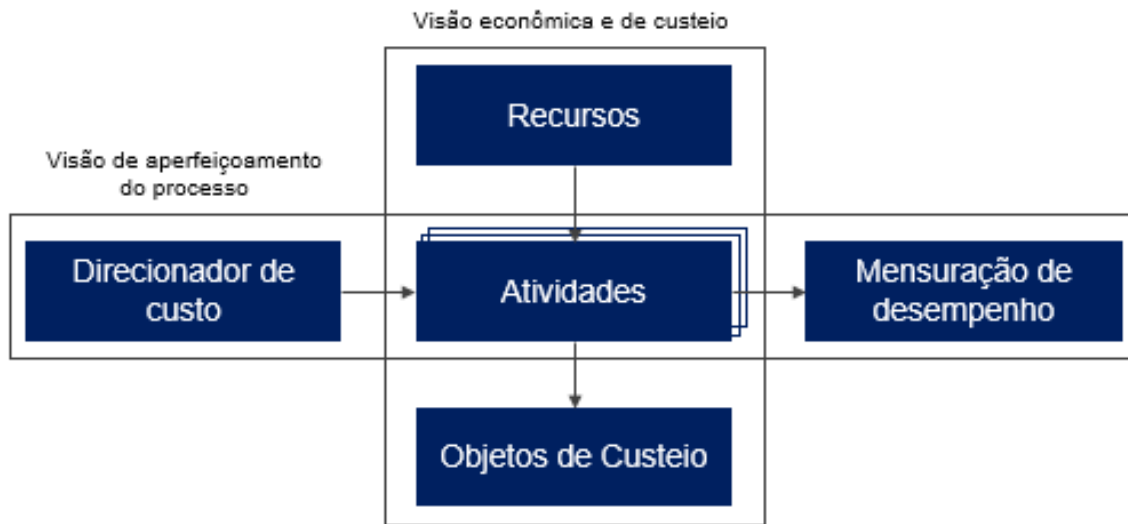 Visão econômica e de custeio
Recursos
Visão de aperfeiçoamento
do processo
Direcionador de
custo
Atividades
Mensuração de
desempenho
Objetos de Custeio